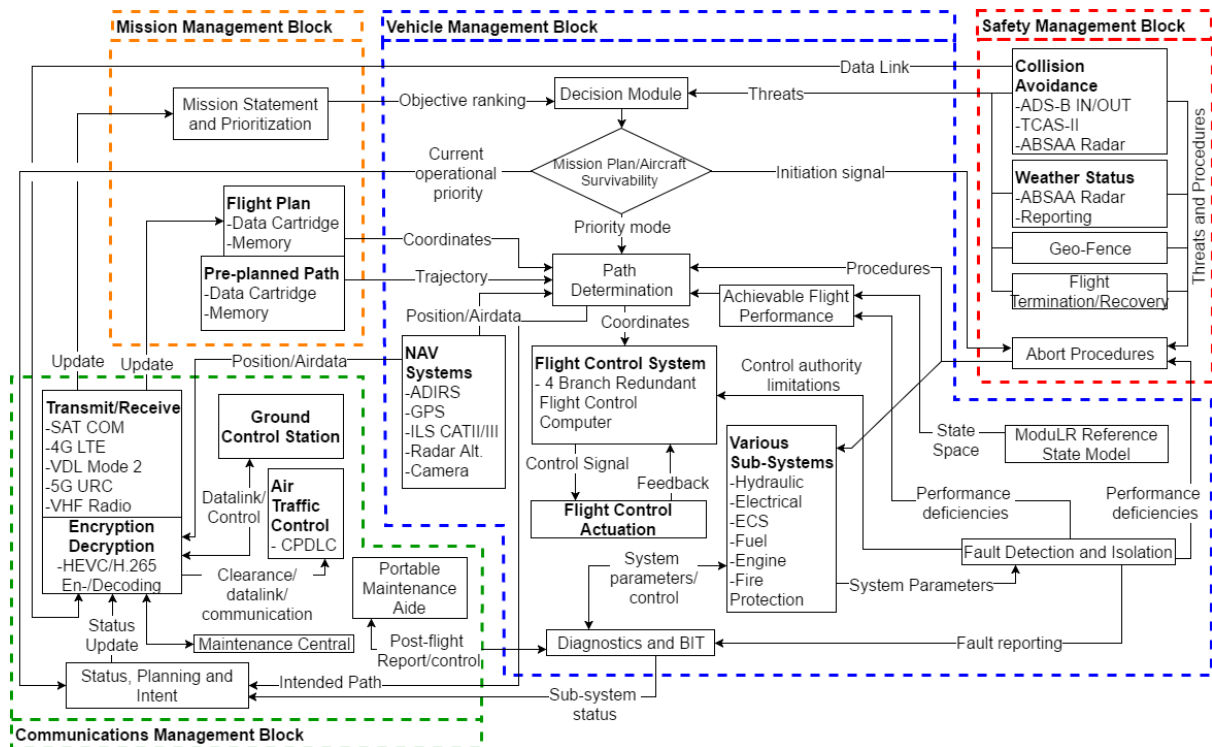 Mission Management Block
Vehicle Management Block
Safety Management Block
Data Link
Collision
Avoidance
-ADS-B IN/OUT
-TCAS-II
-ABSAA Radar
Mission Statement
and Prioritization
Objective ranking
Decision Module
Threats
Current
operational
priority
Mission Plan/Aircraft
Survivability
Initiation signal
Weather Status
-ABSAA Radar
-Reporting
Threats and Procedures
Flight Plan
-Data Cartridge
-Memory
Priority mode
Coordinates
Geo-Fence
Pre-planned Path
-Data Cartridge
-Memory
Trajectory
Path
Determination
Procedures
Flight
Termination/Recovery
Achievable Flight
Performance
Position/Airdata
Coordinates
Update
Update
Position/Airdata
NAV
Systems
-ADIRS
-GPS
-ILS CATII/III
-Radar Alt.
-Camera
Flight Control System
- 4 Branch Redundant
Flight Control
Computer
Control authority
limitations
Abort Procedures
Transmit/Receive
-SAT COM
-4G LTE
-VDL Mode 2
-5G URC
-VHF Radio
Ground
Control Station
Various
Sub-Systems
-Hydraulic
-Electrical
-ECS
-Fuel
-Engine
-Fire
Protection
State
Space
ModuLR Reference
State Model
Control Signal
Feedback
Datalink/
Control
Air
Traffic
Control
- CPDLC
Flight Control
Actuation
Performance
deficiencies
Performance
deficiencies
Encryption
Decryption
-HEVC/H.265
En-/Decoding
Clearance/
datalink/
communication
Portable
Maintenance
Aide
System
parameters/
control
System Parameters
Fault Detection and Isolation
Status
Update
Maintenance Central
Post-flight
Report/control
Diagnostics and BIT
Fault reporting
Status, Planning and
Intent
Intended Path
Sub-system
status
Communications Management Block